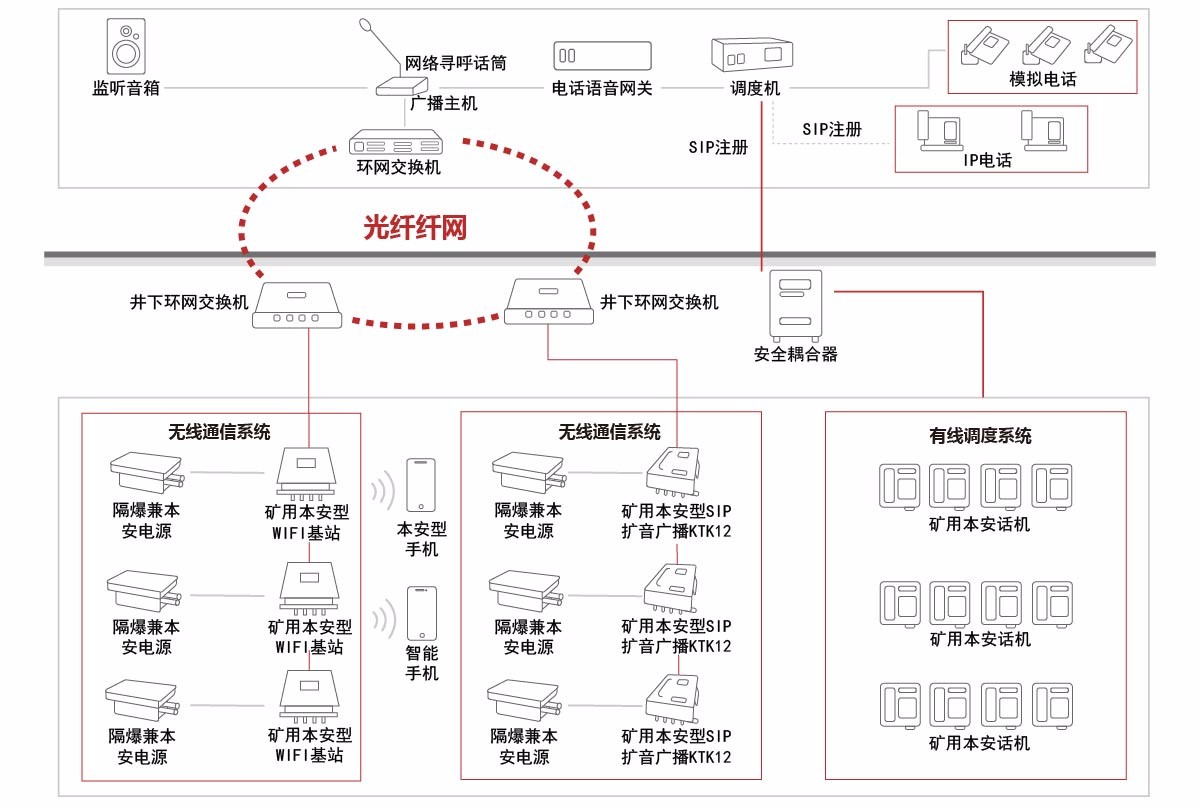 网络寻呼话筒
监听音箱
广播主机
电话语音网关
调度机
模拟电话
SIP注册
SIP注册
IP电话
环网交换机
光纤纤网
井下环网交换机
井下环网交换机
安全耦合器
无线通信系统
隔爆兼本
安电源
矿用本安型
WIFI基站
本安型
手机
隔爆兼本
安电源
矿用本安型
WIFI基站
智能
手机
隔爆兼本
安电源
矿用本安型
WIFI基站
无线通信系统
隔爆兼本
安电源
矿用本安型SIP
扩音广播KTK12
隔爆兼本
安电源
矿用本安型SIP
扩音广播KTK12
隔爆兼本
安电源
矿用本安型SIP
扩音广播KTK12
有线调度系统
矿用本安话机
矿用本安话机
矿用本安话机